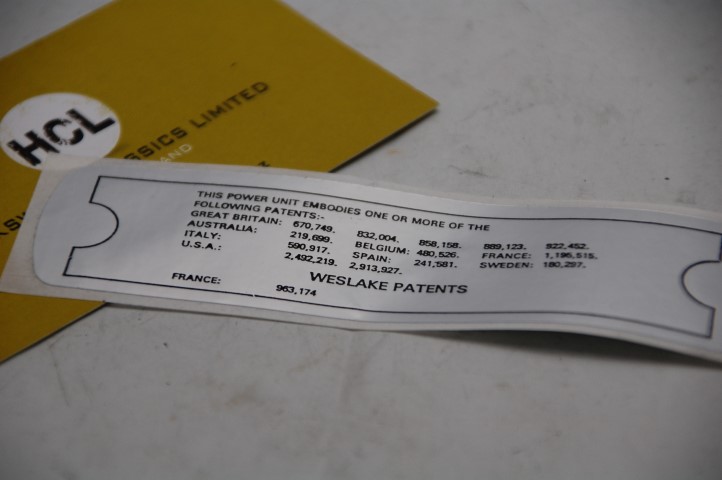 HCL
SSICS LIMITED
AND
THIS POWER UNIT EMBODIES ONE OR MORE OF THE
FOLLOWING PATENTS:-
GREAT BRITAIN: 670,749. 832,004. 858,158. 889,123. 922,452.
AUSTRALIA: 219,699. BELGIUM: 480,526. FRANCE: 1,196,515.
ITALY: 590,917. SPAIN: 241,581. SWEDEN: 180,297.
U.S.A.: 2,492,219. 2,913,927.
WESLAKE PATENTS
FRANCE: 963,174